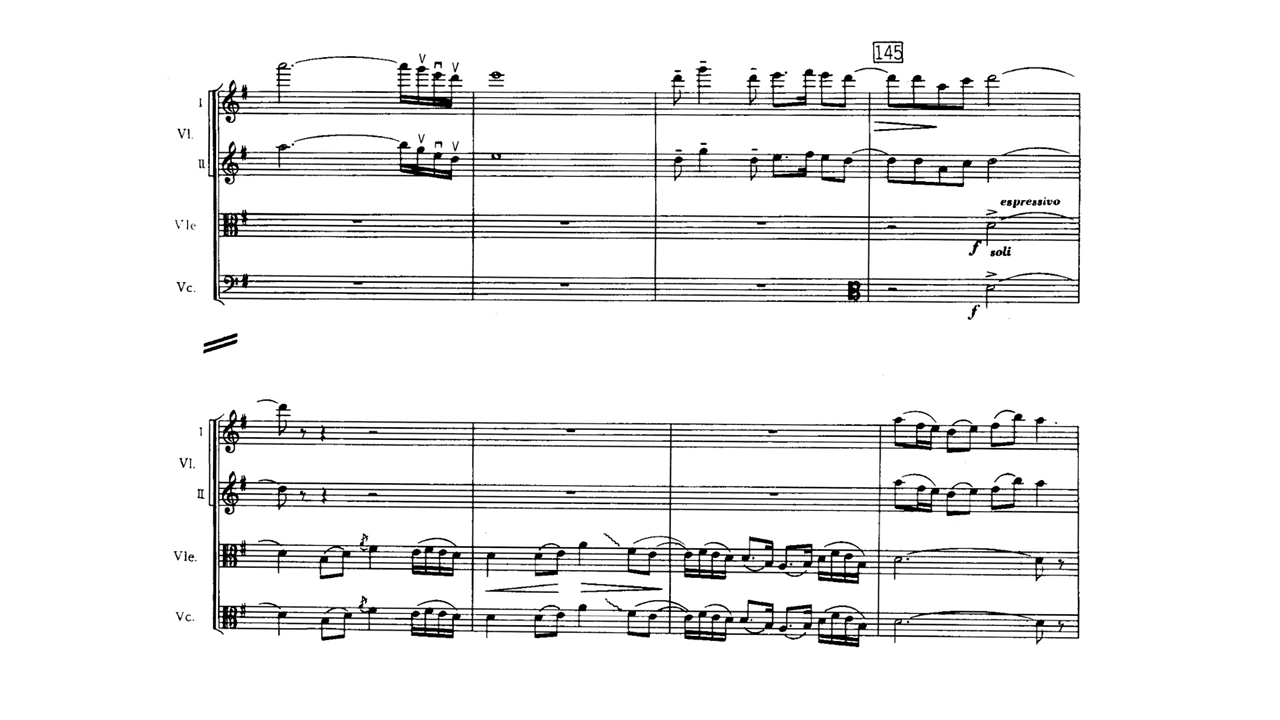 145
I
Vl.
II
Vle
espressivo
f soli
Vc.
f
I
Vl.
II
Vle.
Vc.